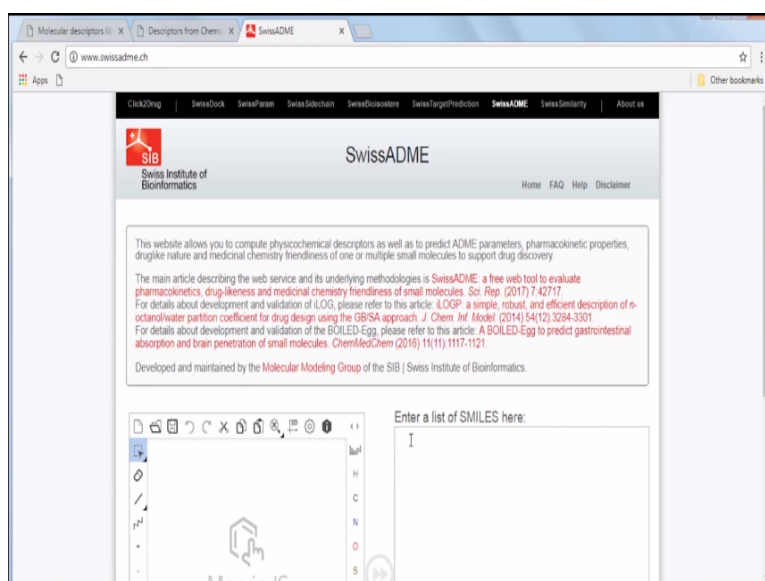 Molecular descriptors lib
Descriptors from Chemo
SwissADME
www.swissadme.ch
Apps
Other bookmarks
Click2Drug | SwissDock SwissParam SwissSidechain SwissBioisostere SwissTargetPrediction SwissADME SwissSimilarity | About us
SIB
Swiss Institute of
Bioinformatics
SwissADME
Home FAQ Help Disclaimer
This website allows you to compute physicochemical descriptors as well as to predict ADME parameters, pharmacokinetic properties,
druglike nature and medicinal chemistry friendliness of one or multiple small molecules to support drug discovery.
The main article describing the web service and its underlying methodologies is SwissADME: a free web tool to evaluate
pharmacokinetics, drug-likeness and medicinal chemistry friendliness of small molecules. Sci. Rep. (2017) 7:42717.
For details about development and validation of iLOG, please refer to this article: iLOGP: a simple, robust, and efficient description of n-
octanol/water partition coefficient for drug design using the GB/SA approach. J. Chem. Inf. Model. (2014) 54(12):3284-3301.
For details about development and validation of the BOILED-Egg, please refer to this article: A BOILED-Egg to predict gastrointestinal
absorption and brain penetration of small molecules. ChemMedChem (2016) 11(11):1117-1121.
Developed and maintained by the Molecular Modeling Group of the SIB | Swiss Institute of Bioinformatics.
Enter a list of SMILES here:
2D
H
C
N
O
S